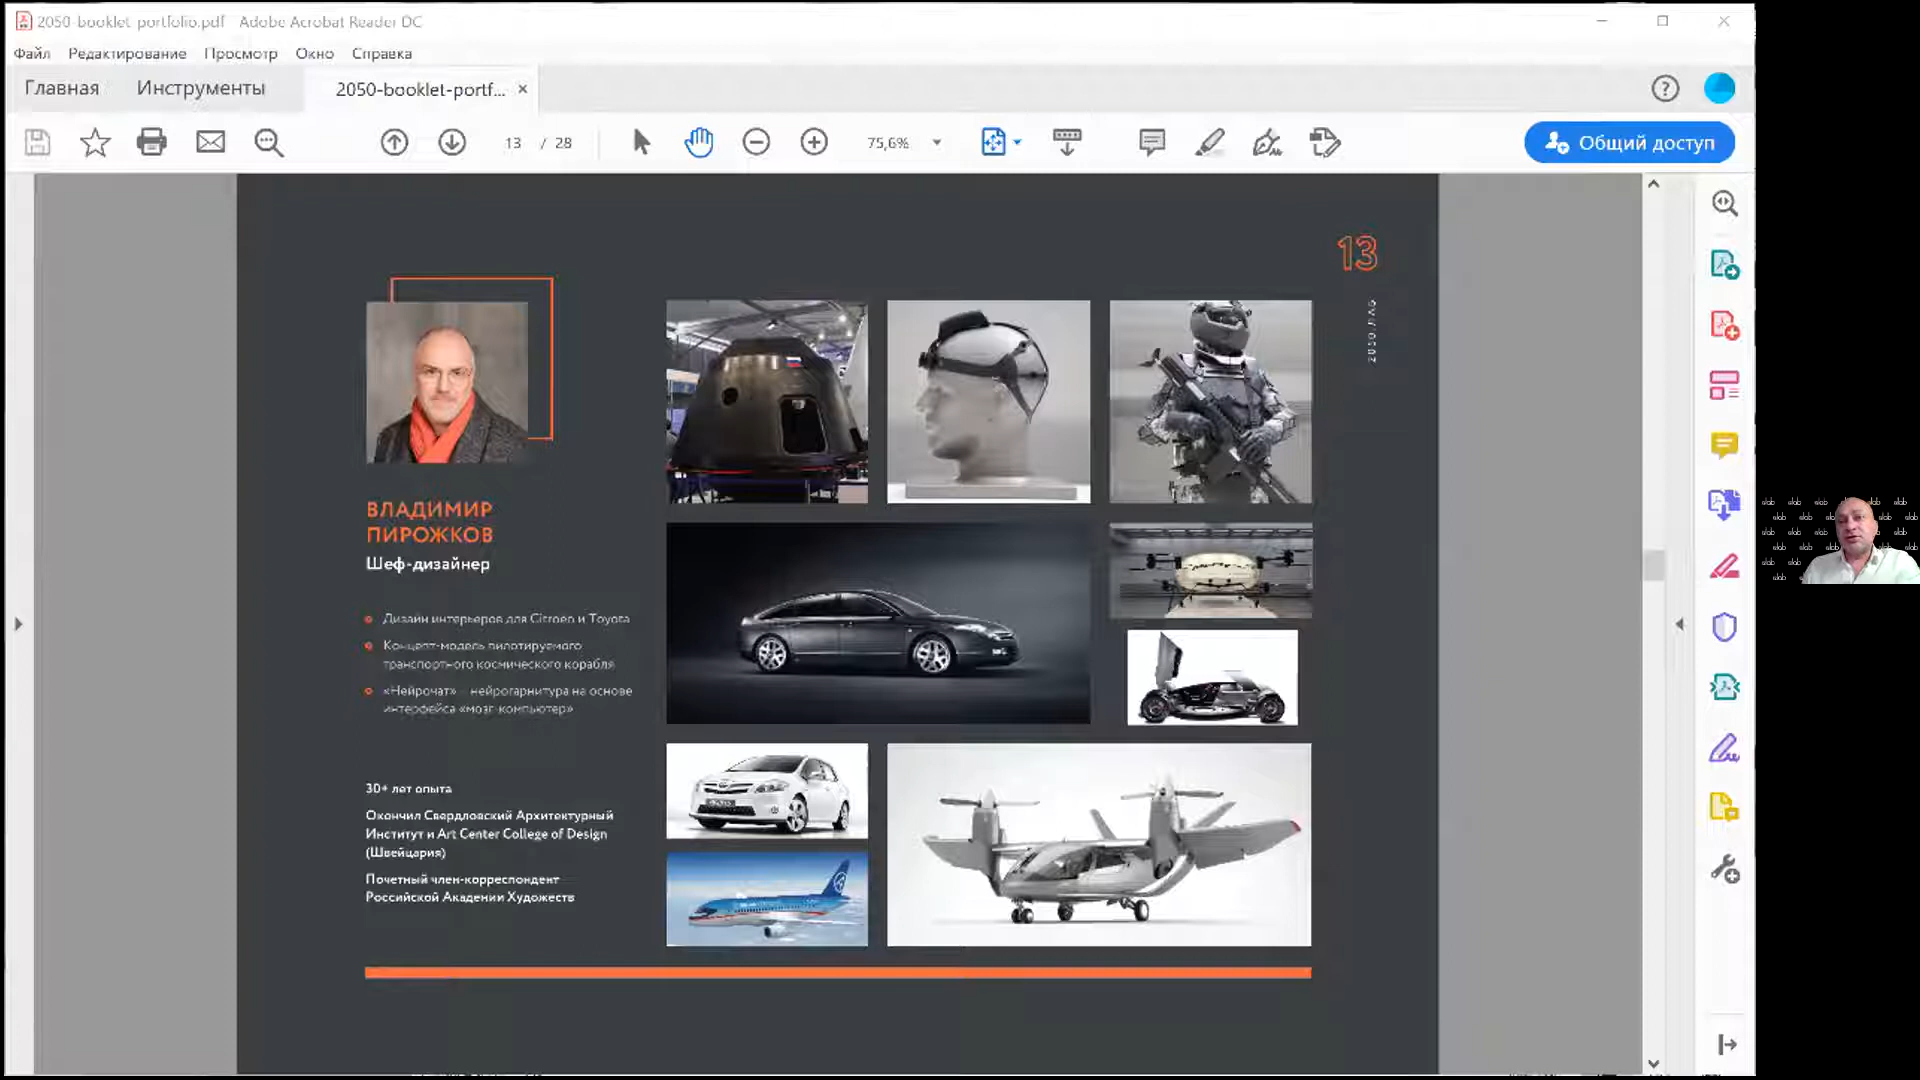 2050-booklet-portfolio.pdf - Adobe Acrobat Reader DC
Файл Редактирование Просмотр Окно Справка
Главная Инструменты 2050-booklet-portf... ×
13 / 28 75,6% Общий доступ
13
2050.ЛАБ
ВЛАДИМИР
ПИРОЖКОВ
Шеф-дизайнер
Дизайн интерьеров для Citroen и Toyota
Концепт-модель пилотируемого
транспортного космического корабля
«Нейрочат» – нейрогарнитура на основе
интерфейса «мозг-компьютер»
30+ лет опыта
Окончил Свердловский Архитектурный
Институт и Art Center College of Design
(Швейцария)
Почетный член-корреспондент
Российской Академии Художеств